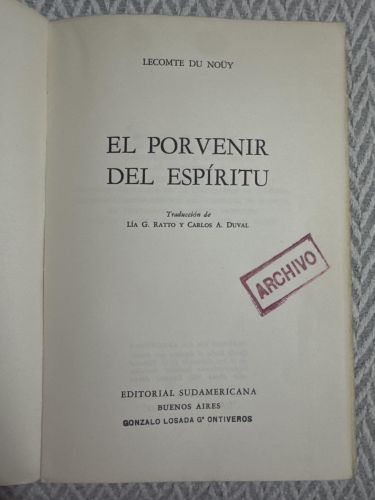 LECOMTE DU NOÜY
EL PORVENIR
DEL ESPÍRITU
Traducción de
LÍA G. RATTO Y CARLOS A. DUVAL
ARCHIVO
EDITORIAL SUDAMERICANA
BUENOS AIRES
GONZALO LOSADA Gª ONTIVEROS